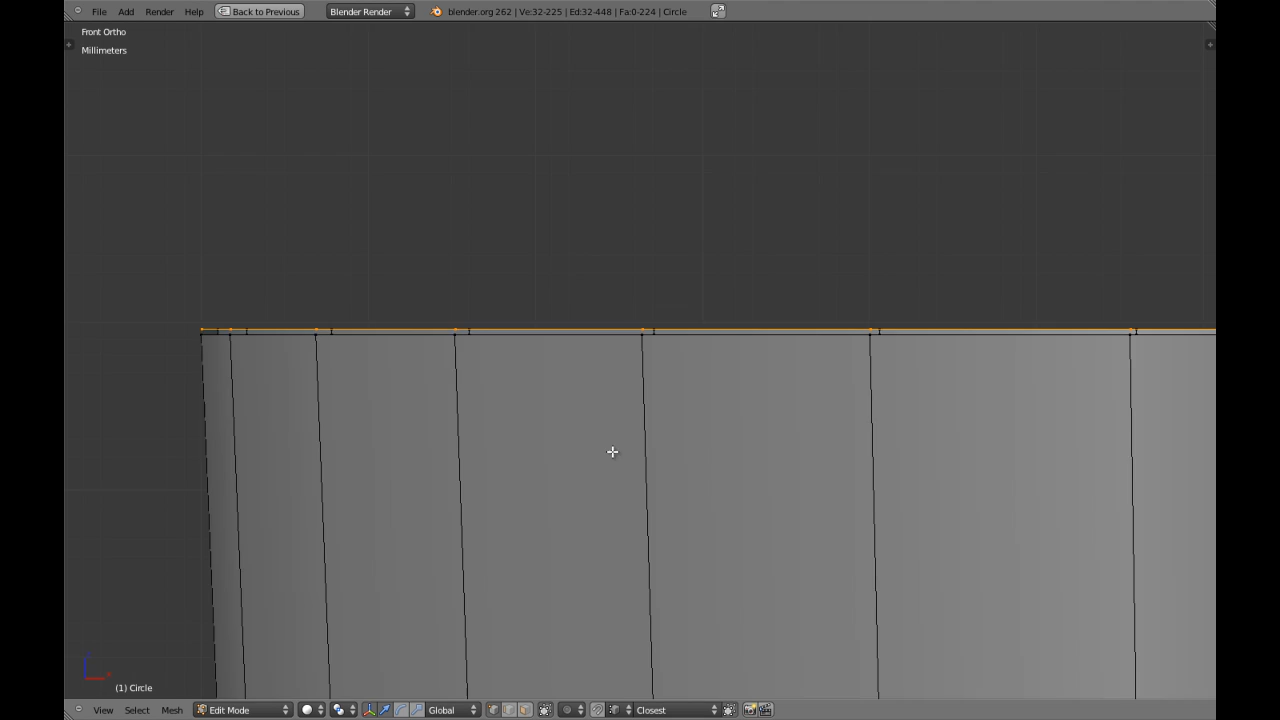 File Add Render Help Back to Previous Blender Render blender.org 262 | Ve:32-225 | Ed:32-448 | Fa:0-224 | Circle
Front Ortho
Millimeters
(1) Circle
View Select Mesh Edit Mode Global Closest